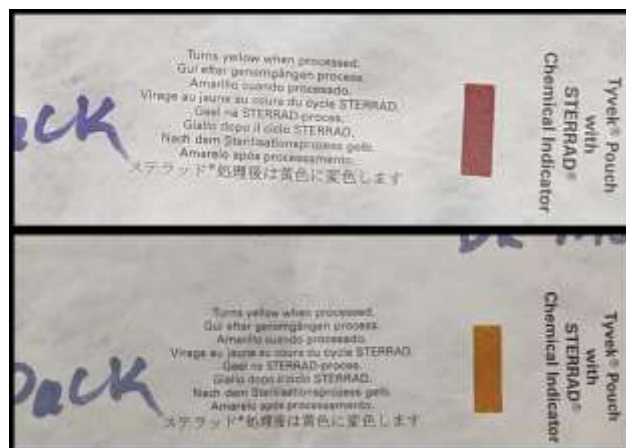 Turns yellow when processed.
Gul efter genomgången process.
Amarillo cuando procesado.
Virage au jaune au cours du cycle STERRAD.
Geel na STERRAD-proces.
Giallo dopo il ciclo STERRAD.
Nach dem Sterilisationsprozess gelb.
Amarelo após processamento.
ステラッド®処理後は黄色に変色します
ack
Tyvek® Pouch
with
STERRAD®
Chemical Indicator
Turns yellow when processed.
Gul efter genomgången process.
Amarillo cuando procesado.
Virage au jaune au cours du cycle STERRAD.
Geel na STERRAD-proces.
Giallo dopo il ciclo STERRAD.
Nach dem Sterilisationsprozess gelb.
Amarelo após processamento.
ステラッド®処理後は黄色に変色します
Pack
Tyvek® Pouch
with
STERRAD®
Chemical Indicator